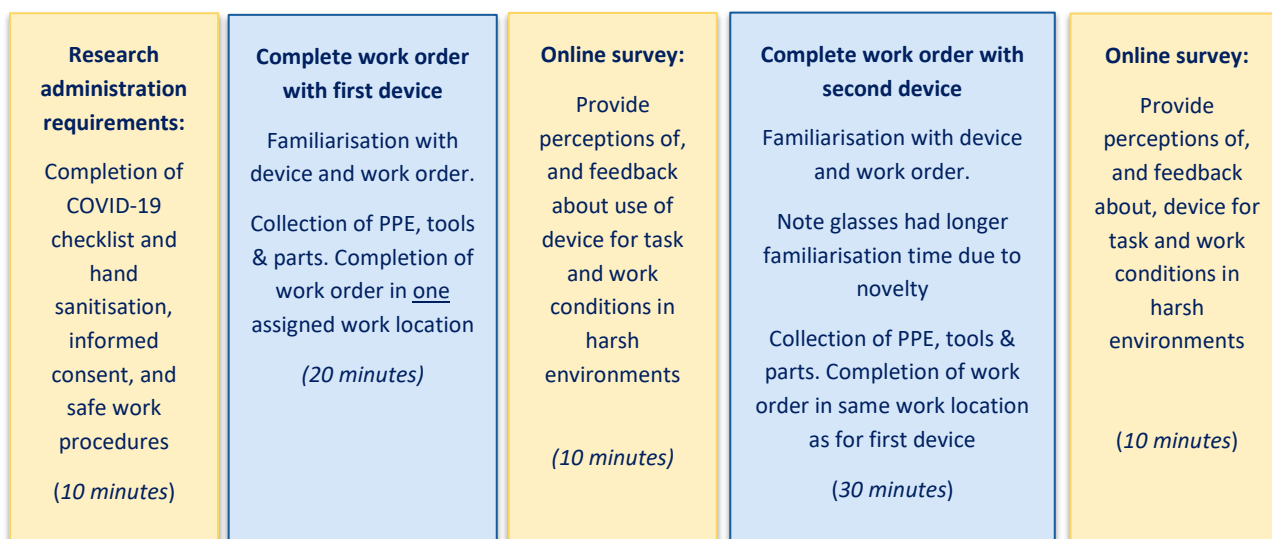 Research
administration
requirements:
Completion of
COVID-19
checklist and
hand
sanitisation,
informed
consent, and
safe work
procedures
(10 minutes)
Complete work order
with first device
Familiarisation with
device and work order.
Collection of PPE, tools
& parts. Completion of
work order in one
assigned work location
(20 minutes)
Online survey:
Provide
perceptions of,
and feedback
about use of
device for task
and work
conditions in
harsh
environments
(10 minutes)
Complete work order with
second device
Familiarisation with device
and work order.
Note glasses had longer
familiarisation time due to
novelty
Collection of PPE, tools &
parts. Completion of work
order in same work location
as for first device
(30 minutes)
Online survey:
Provide
perceptions of,
and feedback
about, device for
task and work
conditions in
harsh
environments
(10 minutes)